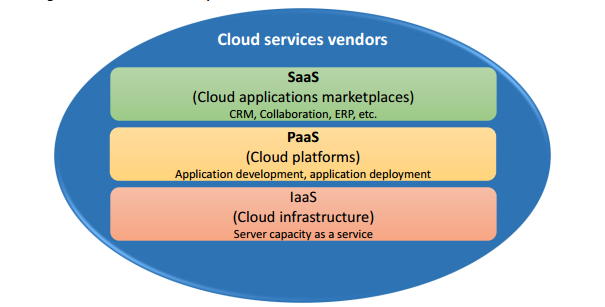 Cloud services vendors
SaaS
(Cloud applications marketplaces)
CRM, Collaboration, ERP, etc.
PaaS
(Cloud platforms)
Application development, application deployment
IaaS
(Cloud infrastructure)
Server capacity as a service